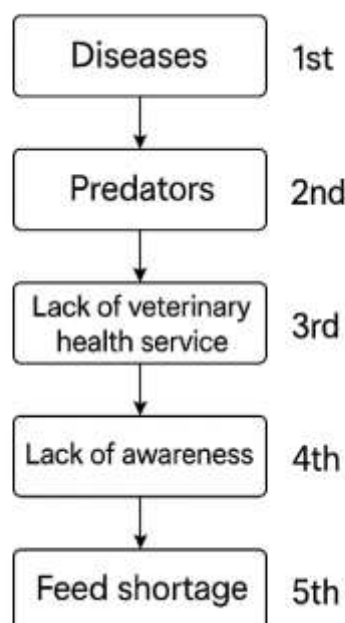 Diseases 1st
Predators 2nd
Lack of veterinary
health service 3rd
Lack of awareness 4th
Feed shortage 5th